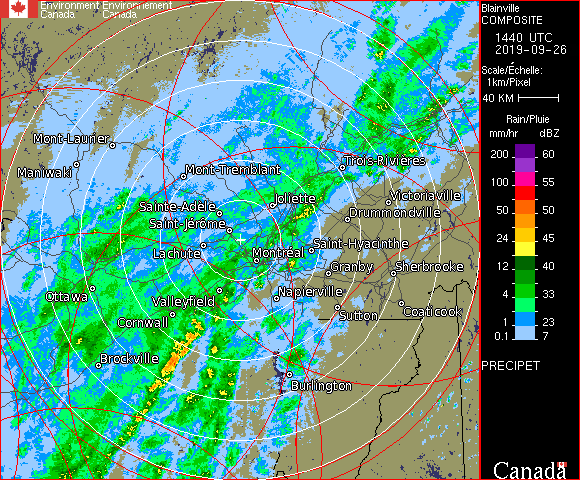 Environment Environnement
Canada Canada
Blainville
COMPOSITE
1440 UTC
2019-09-26
Scale/Échelle:
1km/Pixel
40 KM
Rain/Pluie
mm/hr dBZ
200 60
100 55
50 50
24 45
12 40
4 33
1 23
0.1 7
PRECIPET
Canada
Mont-Laurier
Maniwaki
Mont-Tremblant
Trois-Rivières
Sainte-Adele
Joliette
Victoriaville
Saint-Jérôme
Drummondville
Lachute
Montréal
Saint-Hyacinthe
Granby
Sherbrooke
Ottawa
Valleyfield
Napierville
Cornwall
Sutton
Coaticook
Brockville
Burlington